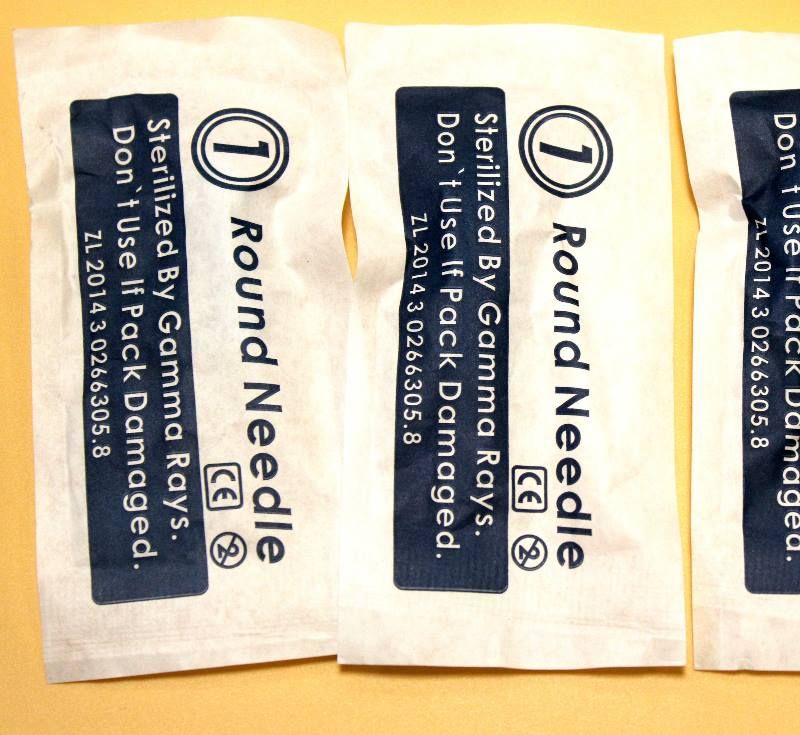 1 Round Needle
CE 2
Sterilized By Gamma Rays.
Don`t Use If Pack Damaged.
ZL 2014 3 0266305.8
1 Round Needle
CE 2
Sterilized By Gamma Rays.
Don`t Use If Pack Damaged.
ZL 2014 3 0266305.8
Don`t Use If Pack Damaged.
ZL 2014 3 0266305.8